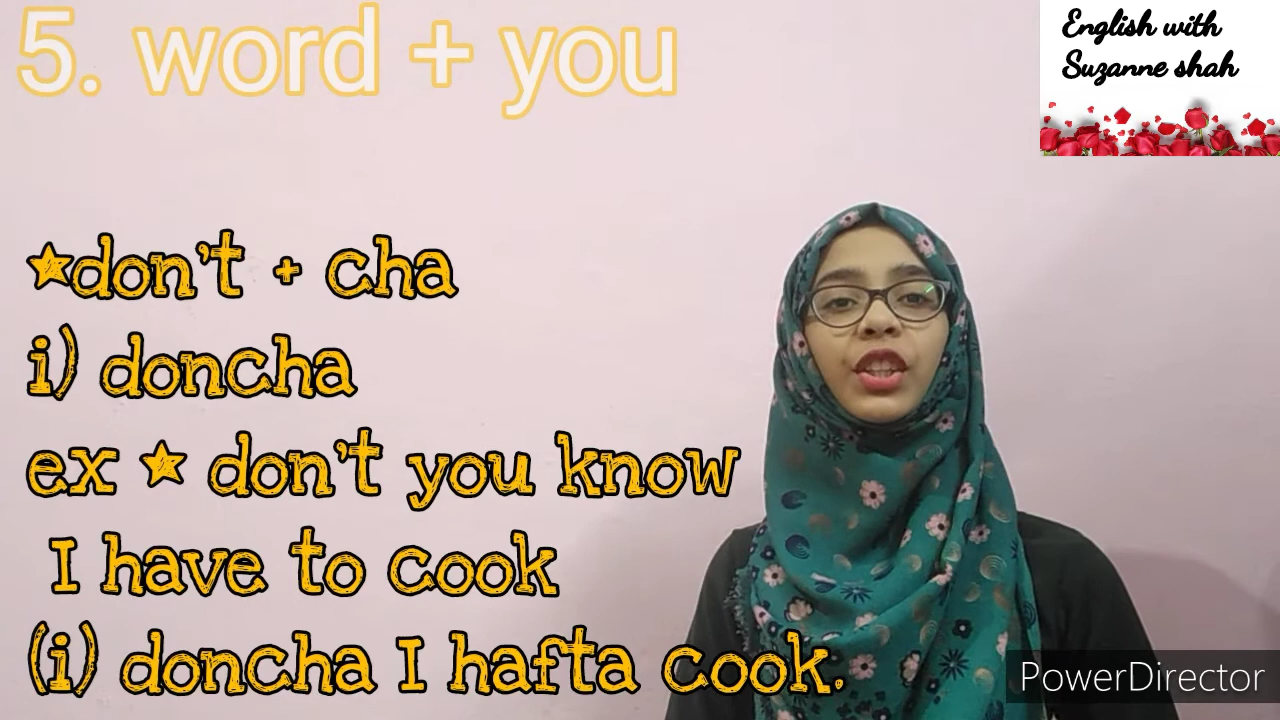 5. word + you
English with
Suzanne shah
★don't + cha
i) doncha
ex ★ don't you know
I have to cook
(i) doncha I hafta cook.
PowerDirector